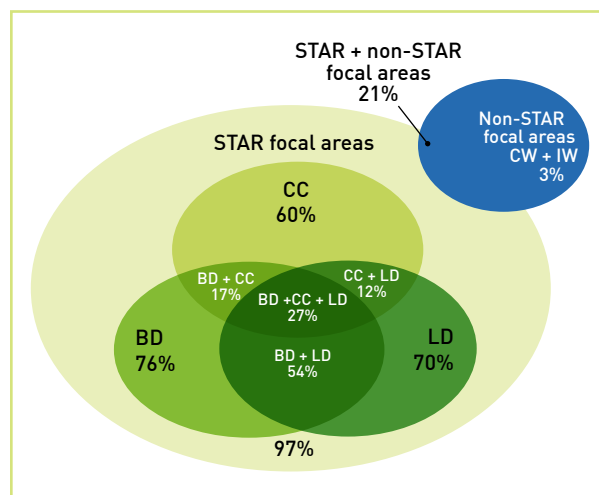 STAR + non-STAR
focal areas
21%
Non-STAR
focal areas
CW + IW
3%
STAR focal areas
CC
60%
BD + CC
17%
CC + LD
12%
BD +CC + LD
27%
BD
76%
LD
70%
BD + LD
54%
97%